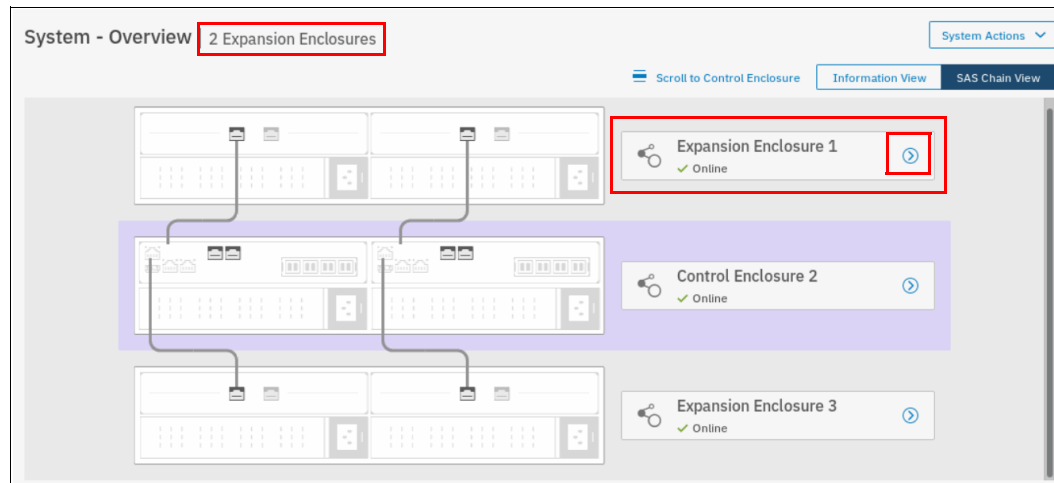 System - Overview
2 Expansion Enclosures
System Actions
Scroll to Control Enclosure
Information View
SAS Chain View
Expansion Enclosure 1
Online
Control Enclosure 2
Online
Expansion Enclosure 3
Online